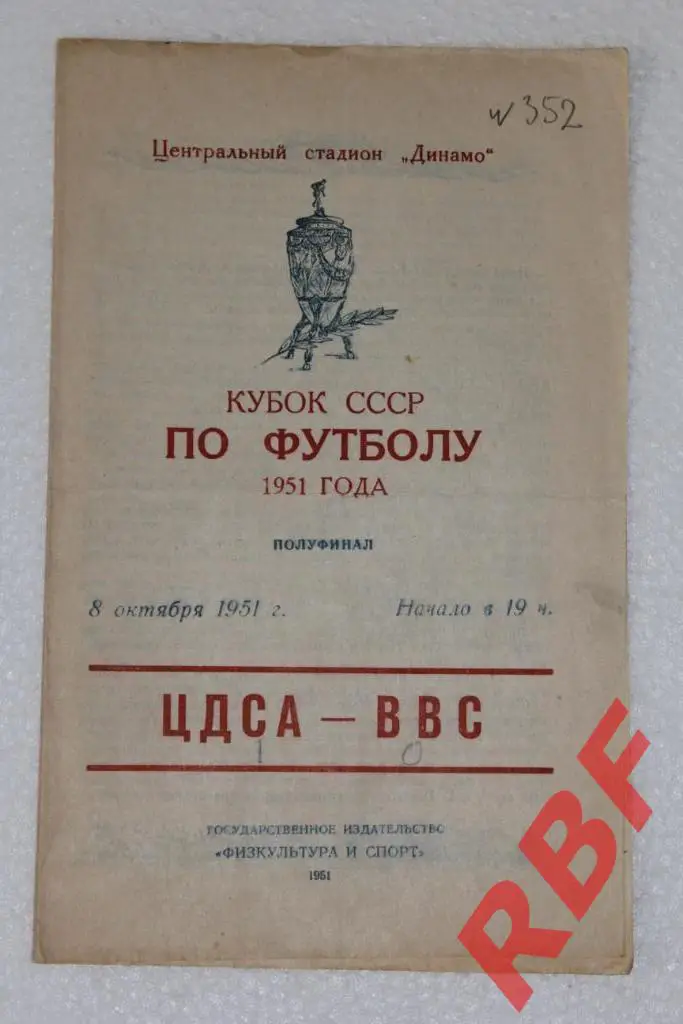 №352
Центральный стадион „Динамо“
КУБОК СССР
ПО ФУТБОЛУ
1951 ГОДА
ПОЛУФИНАЛ
8 октября 1951 г. Начало в 19 ч.
ЦДСА — ВВС
1 0
ГОСУДАРСТВЕННОЕ ИЗДАТЕЛЬСТВО
«ФИЗКУЛЬТУРА И СПОРТ»
1951
RBF
RBF